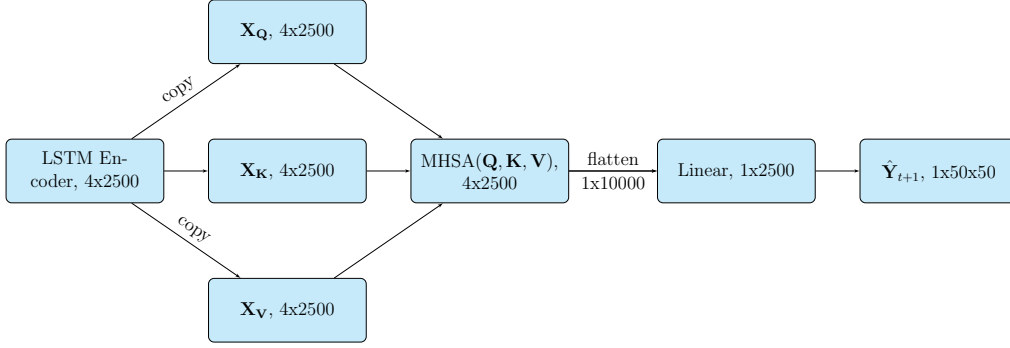 X_Q, 4x2500
copy
LSTM En-
coder, 4x2500
X_K, 4x2500
MHSA(Q, K, V),
4x2500
flatten
1x10000
Linear, 1x2500
Ŷ_{t+1}, 1x50x50
copy
X_V, 4x2500